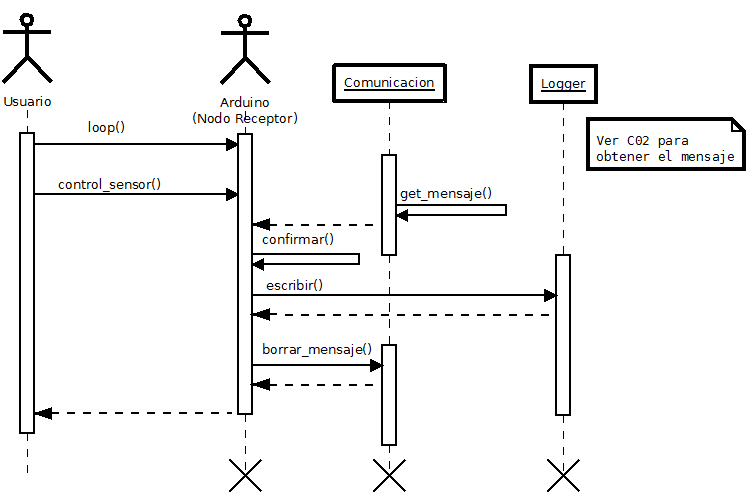 Usuario
Arduino
(Nodo Receptor)
Comunicacion
Logger
Ver C02 para
obtener el mensaje
loop()
control_sensor()
get_mensaje()
confirmar()
escribir()
borrar_mensaje()